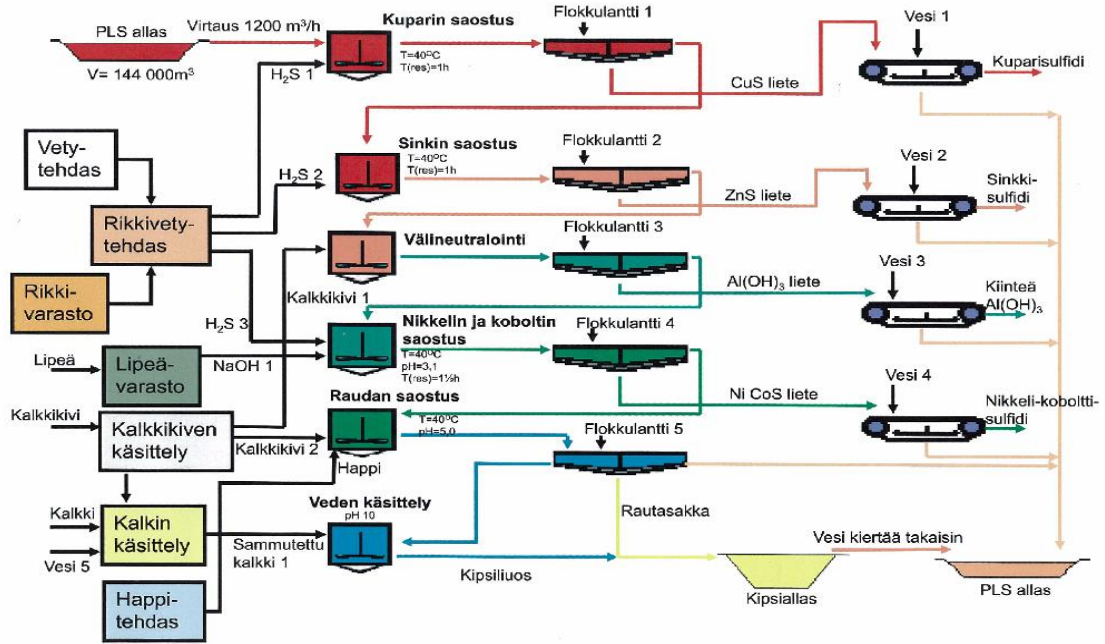 PLS allas
V= 144 000m³
Virtaus 1200 m³/h
H₂S 1
Kuparin saostus
T=40°C
T(res)=1h
Flokkulantti 1
CuS liete
Vesi 1
Kuparisulfidi
Vety-
tehdas
Rikkivety-
tehdas
Rikki-
varasto
H₂S 2
Sinkin saostus
T=40°C
T(res)=1h
Flokkulantti 2
ZnS liete
Vesi 2
Sinkki-
sulfidi
Välineutralointi
Kalkkikivi 1
Flokkulantti 3
Al(OH)₃ liete
Vesi 3
Kiinteä
Al(OH)₃
H₂S 3
Nikkelin ja koboltin
saostus
T=40°C
pH=3,1
T(res)=1½h
Flokkulantti 4
Ni CoS liete
Vesi 4
Nikkeli-koboltti-
sulfidi
Lipeä
Lipeä-
varasto
NaOH 1
Raudan saostus
T=40°C
pH=5,0
Flokkulantti 5
Kalkkikivi
Kalkkikiven
käsittely
Kalkkikivi 2
Happi
Rautasakka
Veden käsittely
pH 10
Kalkki
Vesi 5
Kalkin
käsittely
Sammutettu
kalkki 1
Kipsiliuos
Vesi kiertää takaisin
Kipsiallas
PLS allas
Happi-
tehdas